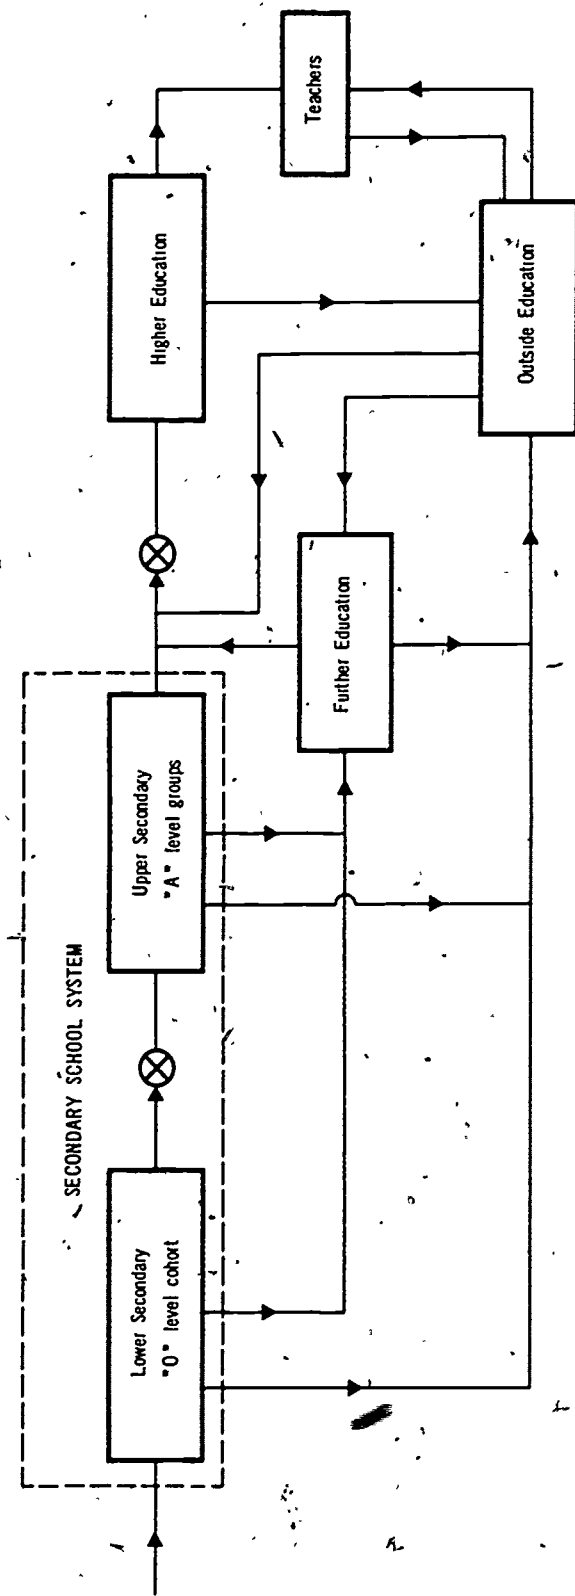 SECONDARY SCHOOL SYSTEM
Lower Secondary
"O" level cohort
Upper Secondary
"A" level groups
Further Education
Higher Education
Outside Education
Teachers